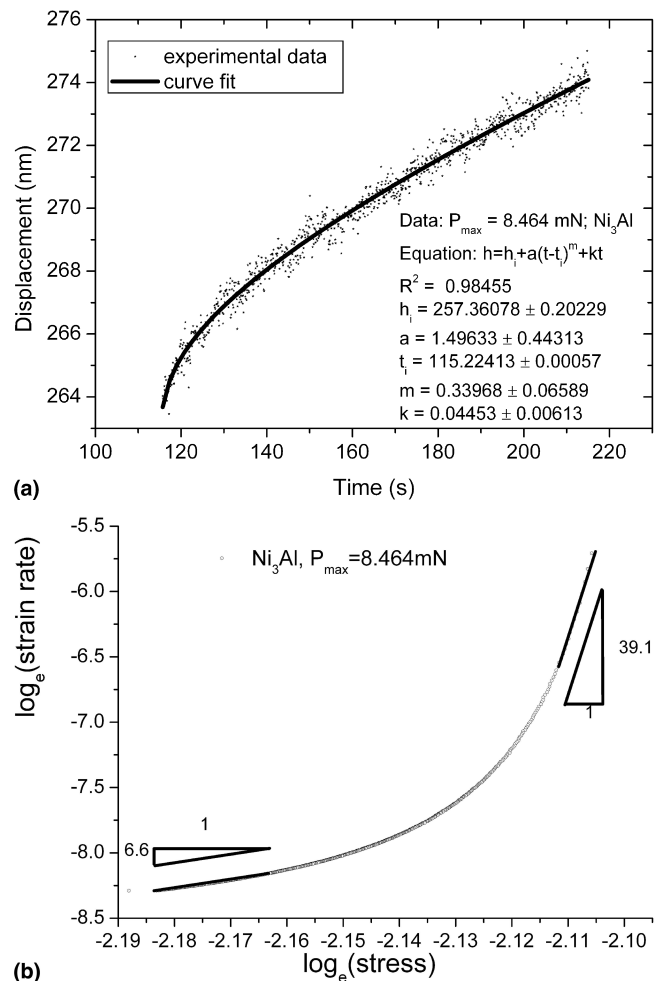 276
274
272
270
268
266
264
Displacement (nm)
experimental data
curve fit
Data: Pmax = 8.464 mN; Ni3Al
Equation: h=hi+a(t-ti)^m+kt
R² = 0.98455
hi = 257.36078 ± 0.20229
a = 1.49633 ± 0.44313
ti = 115.22413 ± 0.00057
m = 0.33968 ± 0.06589
k = 0.04453 ± 0.00613
100 120 140 160 180 200 220
Time (s)
(a)
-5.5
-6.0
-6.5
-7.0
-7.5
-8.0
-8.5
loge(strain rate)
Ni3Al, Pmax=8.464mN
39.1
1
1
6.6
-2.19 -2.18 -2.17 -2.16 -2.15 -2.14 -2.13 -2.12 -2.11 -2.10
loge(stress)
(b)